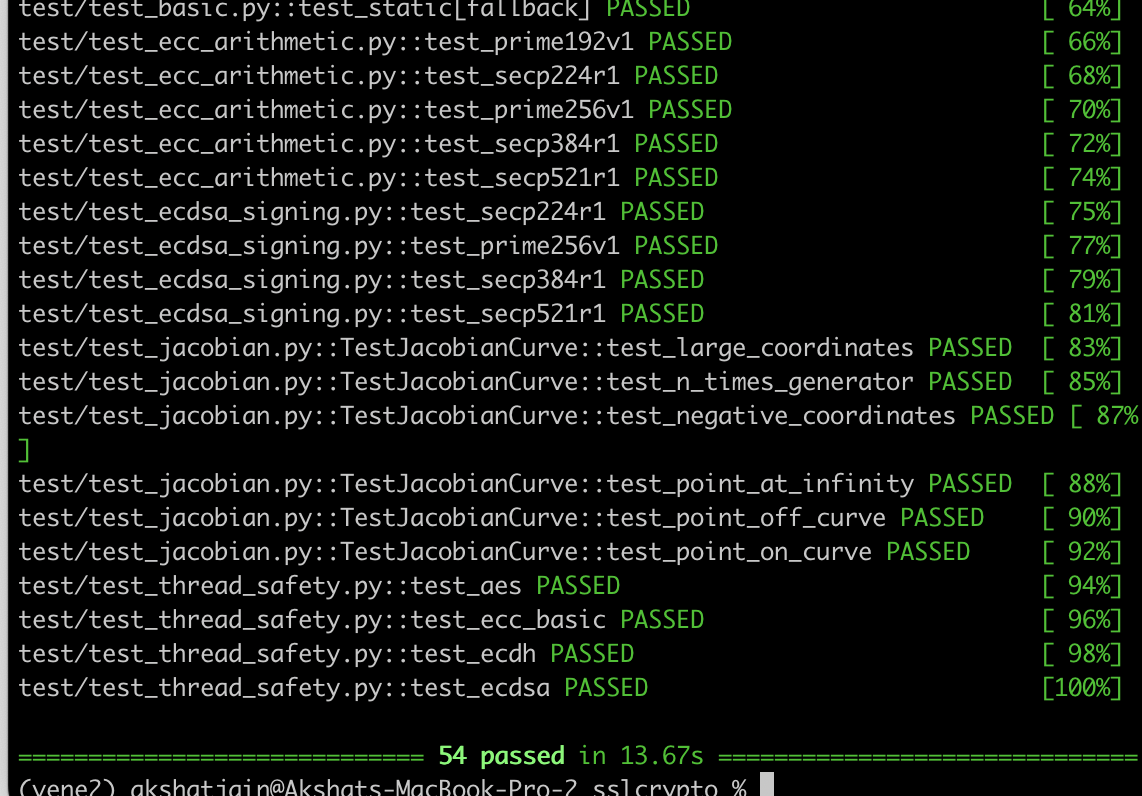 test/test_basic.py::test_static[fallback] PASSED [ 64%]
test/test_ecc_arithmetic.py::test_prime192v1 PASSED [ 66%]
test/test_ecc_arithmetic.py::test_secp224r1 PASSED [ 68%]
test/test_ecc_arithmetic.py::test_prime256v1 PASSED [ 70%]
test/test_ecc_arithmetic.py::test_secp384r1 PASSED [ 72%]
test/test_ecc_arithmetic.py::test_secp521r1 PASSED [ 74%]
test/test_ecdsa_signing.py::test_secp224r1 PASSED [ 75%]
test/test_ecdsa_signing.py::test_prime256v1 PASSED [ 77%]
test/test_ecdsa_signing.py::test_secp384r1 PASSED [ 79%]
test/test_ecdsa_signing.py::test_secp521r1 PASSED [ 81%]
test/test_jacobian.py::TestJacobianCurve::test_large_coordinates PASSED [ 83%]
test/test_jacobian.py::TestJacobianCurve::test_n_times_generator PASSED [ 85%]
test/test_jacobian.py::TestJacobianCurve::test_negative_coordinates PASSED [ 87%
]
test/test_jacobian.py::TestJacobianCurve::test_point_at_infinity PASSED [ 88%]
test/test_jacobian.py::TestJacobianCurve::test_point_off_curve PASSED [ 90%]
test/test_jacobian.py::TestJacobianCurve::test_point_on_curve PASSED [ 92%]
test/test_thread_safety.py::test_aes PASSED [ 94%]
test/test_thread_safety.py::test_ecc_basic PASSED [ 96%]
test/test_thread_safety.py::test_ecdh PASSED [ 98%]
test/test_thread_safety.py::test_ecdsa PASSED [100%]
============================= 54 passed in 13.67s ==============================
(vene2) akshatjain@Akshats-MacBook-Pro-2 sslcrypto %